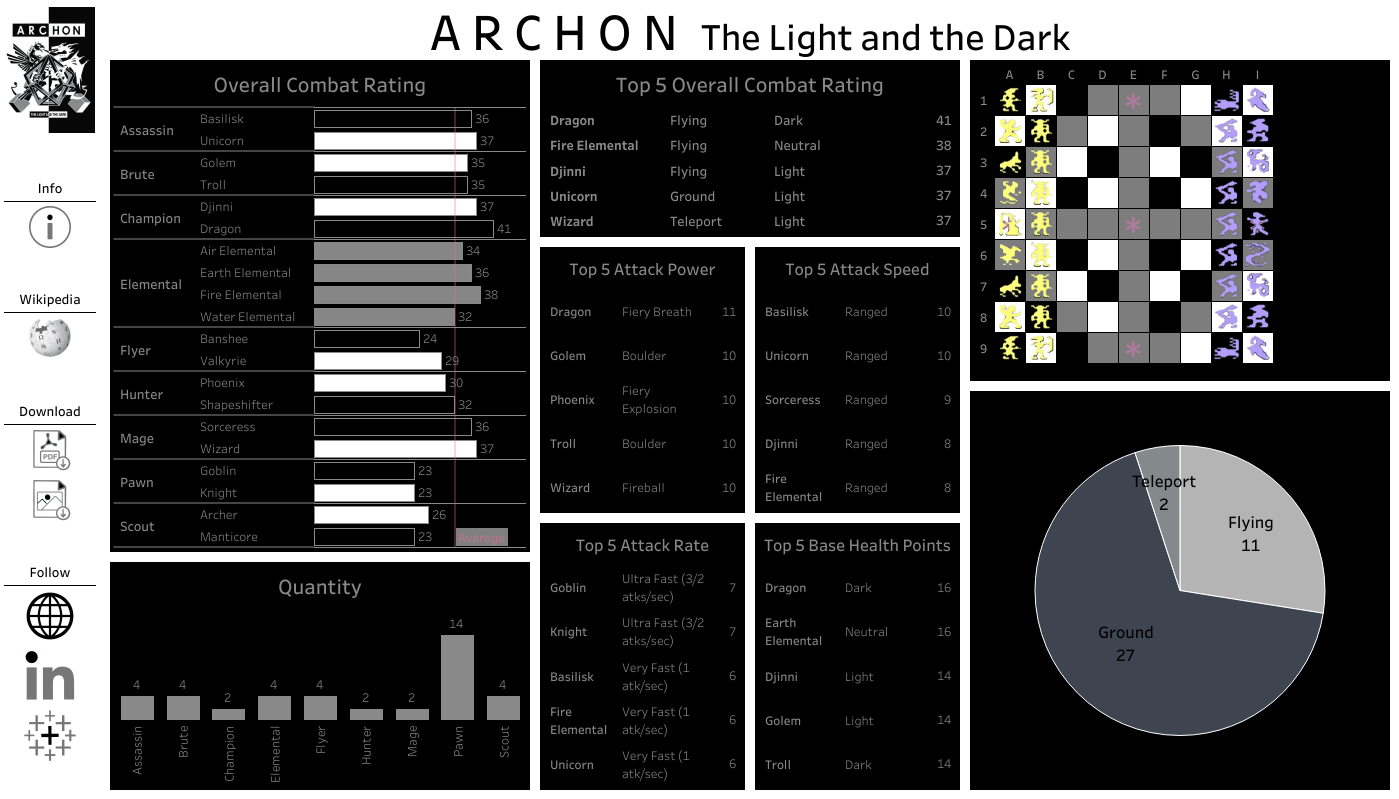 ARCHON
THE LIGHT AND THE DARK
ARCHON The Light and the Dark
Info
Wikipedia
Download
PDF
Follow
in
Overall Combat Rating
Assassin
Basilisk 36
Unicorn 37
Brute
Golem 35
Troll 35
Champion
Djinni 37
Dragon 41
Elemental
Air Elemental 34
Earth Elemental 36
Fire Elemental 38
Water Elemental 32
Flyer
Banshee 24
Valkyrie 29
Hunter
Phoenix 30
Shapeshifter 32
Mage
Sorceress 36
Wizard 37
Pawn
Goblin 23
Knight 23
Scout
Archer 26
Manticore 23
Average
Quantity
4 4 2 4 4 2 2 14 4
Assassin
Brute
Champion
Elemental
Flyer
Hunter
Mage
Pawn
Scout
Top 5 Overall Combat Rating
Dragon Flying Dark 41
Fire Elemental Flying Neutral 38
Djinni Flying Light 37
Unicorn Ground Light 37
Wizard Teleport Light 37
Top 5 Attack Power
Dragon Fiery Breath 11
Golem Boulder 10
Phoenix Fiery Explosion 10
Troll Boulder 10
Wizard Fireball 10
Top 5 Attack Speed
Basilisk Ranged 10
Unicorn Ranged 10
Sorceress Ranged 9
Djinni Ranged 8
Fire Elemental Ranged 8
Top 5 Attack Rate
Goblin Ultra Fast (3/2 atks/sec) 7
Knight Ultra Fast (3/2 atks/sec) 7
Basilisk Very Fast (1 atk/sec) 6
Fire Elemental Very Fast (1 atk/sec) 6
Unicorn Very Fast (1 atk/sec) 6
Top 5 Base Health Points
Dragon Dark 16
Earth Elemental Neutral 16
Djinni Light 14
Golem Light 14
Troll Dark 14
A B C D E F G H I
1
2
3
4
5
6
7
8
9
Teleport
2
Flying
11
Ground
27